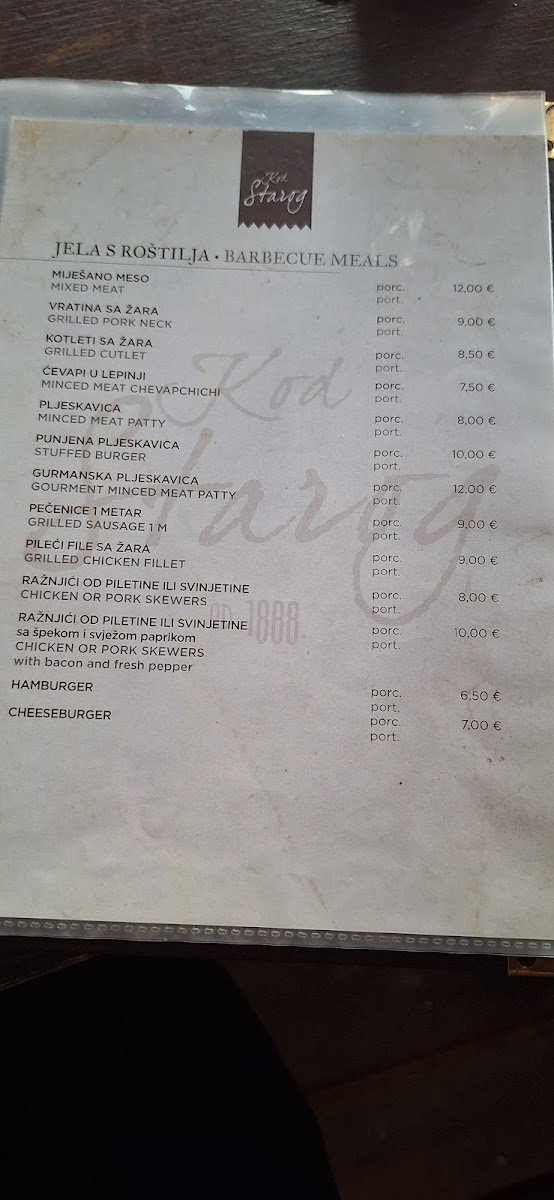 Kod
Starog
JELA S ROŠTILJA • BARBECUE MEALS
MIJEŠANO MESO
MIXED MEAT
porc. 12,00 €
port.
VRATINA SA ŽARA
GRILLED PORK NECK
porc. 9,00 €
port.
KOTLETI SA ŽARA
GRILLED CUTLET
porc. 8,50 €
port.
ĆEVAPI U LEPINJI
MINCED MEAT CHEVAPCHICHI
porc. 7,50 €
port.
PLJESKAVICA
MINCED MEAT PATTY
porc. 8,00 €
port.
PUNJENA PLJESKAVICA
STUFFED BURGER
porc. 10,00 €
port.
GURMANSKA PLJESKAVICA
GOURMENT MINCED MEAT PATTY
porc. 12,00 €
port.
PEČENICE 1 METAR
GRILLED SAUSAGE 1 M
porc. 9,00 €
port.
PILEĆI FILE SA ŽARA
GRILLED CHICKEN FILLET
porc. 9,00 €
port.
RAŽNJIĆI OD PILETINE ILI SVINJETINE
CHICKEN OR PORK SKEWERS
porc. 8,00 €
port.
RAŽNJIĆI OD PILETINE ILI SVINJETINE
sa špekom i svježom paprikom
CHICKEN OR PORK SKEWERS
with bacon and fresh pepper
porc. 10,00 €
port.
HAMBURGER
porc. 6,50 €
port.
CHEESEBURGER
porc. 7,00 €
port.
Kod
Starog
OD 1888.